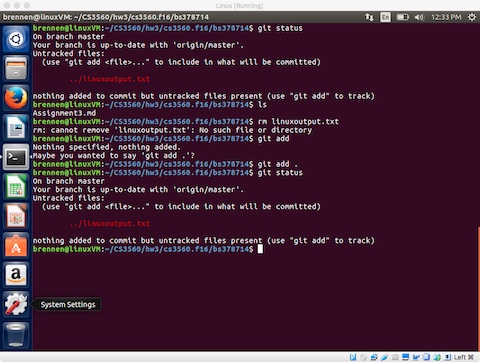 Linux [Running]
brennen@linuxVM: ~/CS3560/hw3/cs3560.f16/bs378714
En
12:33 PM
brennen@linuxVM:~/CS3560/hw3/cs3560.f16/bs378714$ git status
On branch master
Your branch is up-to-date with 'origin/master'.
Untracked files:
(use "git add <file>..." to include in what will be committed)
../linuxoutput.txt
nothing added to commit but untracked files present (use "git add" to track)
brennen@linuxVM:~/CS3560/hw3/cs3560.f16/bs378714$ ls
Assignment3.md
brennen@linuxVM:~/CS3560/hw3/cs3560.f16/bs378714$ rm linuxoutput.txt
rm: cannot remove 'linuxoutput.txt': No such file or directory
brennen@linuxVM:~/CS3560/hw3/cs3560.f16/bs378714$ git add
Nothing specified, nothing added.
Maybe you wanted to say 'git add .'?
brennen@linuxVM:~/CS3560/hw3/cs3560.f16/bs378714$ git add .
brennen@linuxVM:~/CS3560/hw3/cs3560.f16/bs378714$ git status
On branch master
Your branch is up-to-date with 'origin/master'.
Untracked files:
(use "git add <file>..." to include in what will be committed)
../linuxoutput.txt
nothing added to commit but untracked files present (use "git add" to track)
brennen@linuxVM:~/CS3560/hw3/cs3560.f16/bs378714$
System Settings
Left ⌘